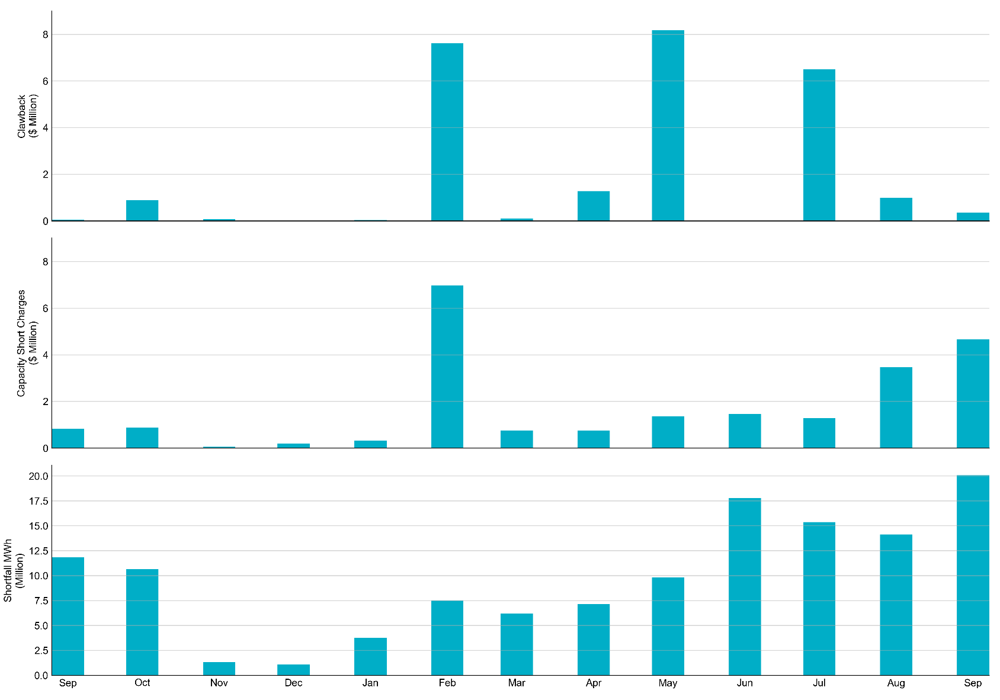 Clawback
($ Million)
8
6
4
2
0
Capacity Short Charges
($ Million)
8
6
4
2
0
Shortfall MWh
(Million)
20.0
17.5
15.0
12.5
10.0
7.5
5.0
2.5
0.0
Sep Oct Nov Dec Jan Feb Mar Apr May Jun Jul Aug Sep